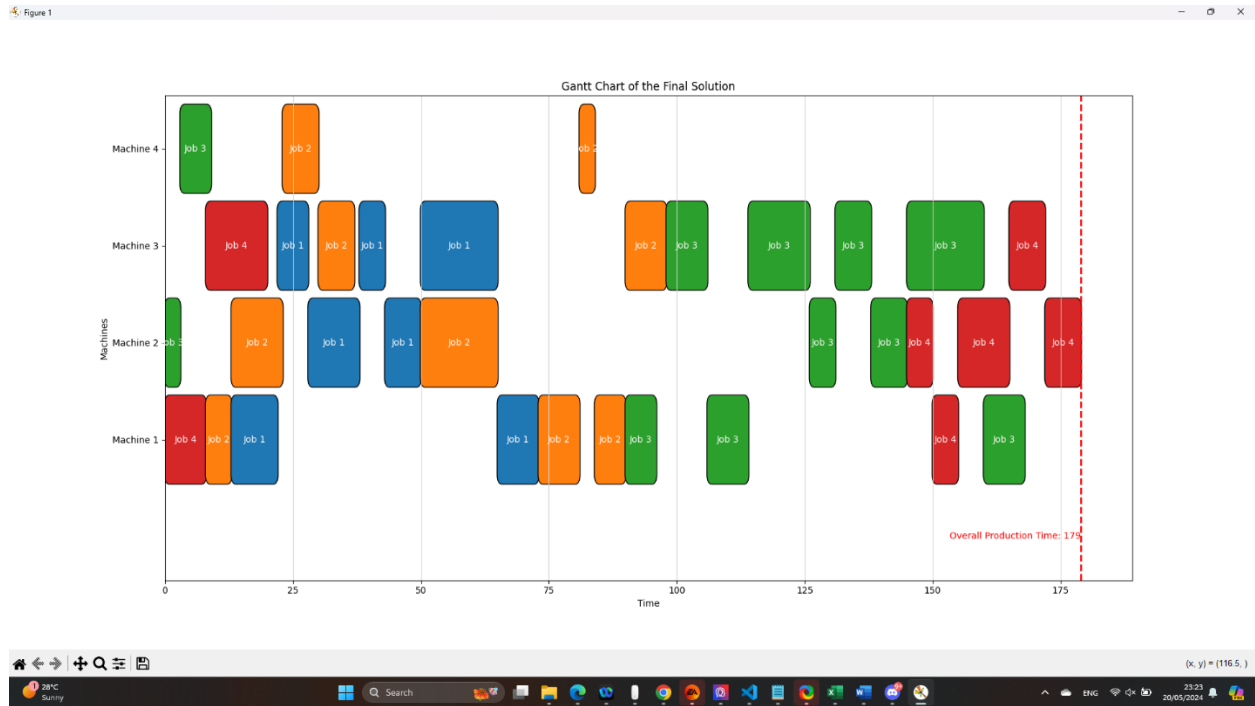 Figure 1
Gantt Chart of the Final Solution
Machine 4
Job 3
Job 2
ob 2
Machine 3
Job 4
Job 1
Job 2
Job 1
Job 1
Job 2
Job 3
Job 3
Job 3
Job 3
Job 4
Machines
Machine 2
ob 3
Job 2
Job 1
Job 1
Job 2
Job 3
Job 3
Job 4
Job 4
Job 4
Machine 1
Job 4
Job 2
Job 1
Job 1
Job 2
Job 2
Job 3
Job 3
Job 4
Job 3
Overall Production Time: 179
0 25 50 75 100 125 150 175
Time
(x, y) = (116.5, )
1
28°C
Sunny
Search
ENG
23:23
20/05/2024